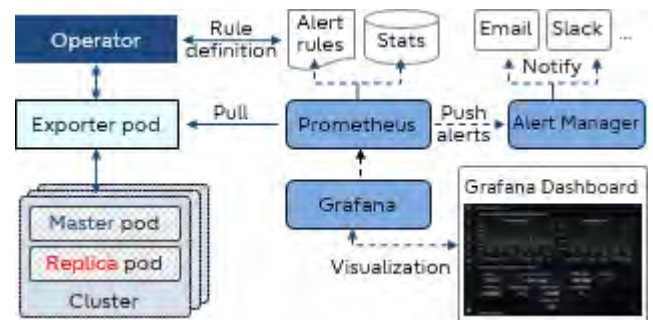 Operator
Rule
definition
Alert
rules
Stats
Email
Slack
...
Notify
Exporter pod
Pull
Prometheus
Push
alerts
Alert Manager
Master pod
Replica pod
Cluster
Grafana
Visualization
Grafana Dashboard